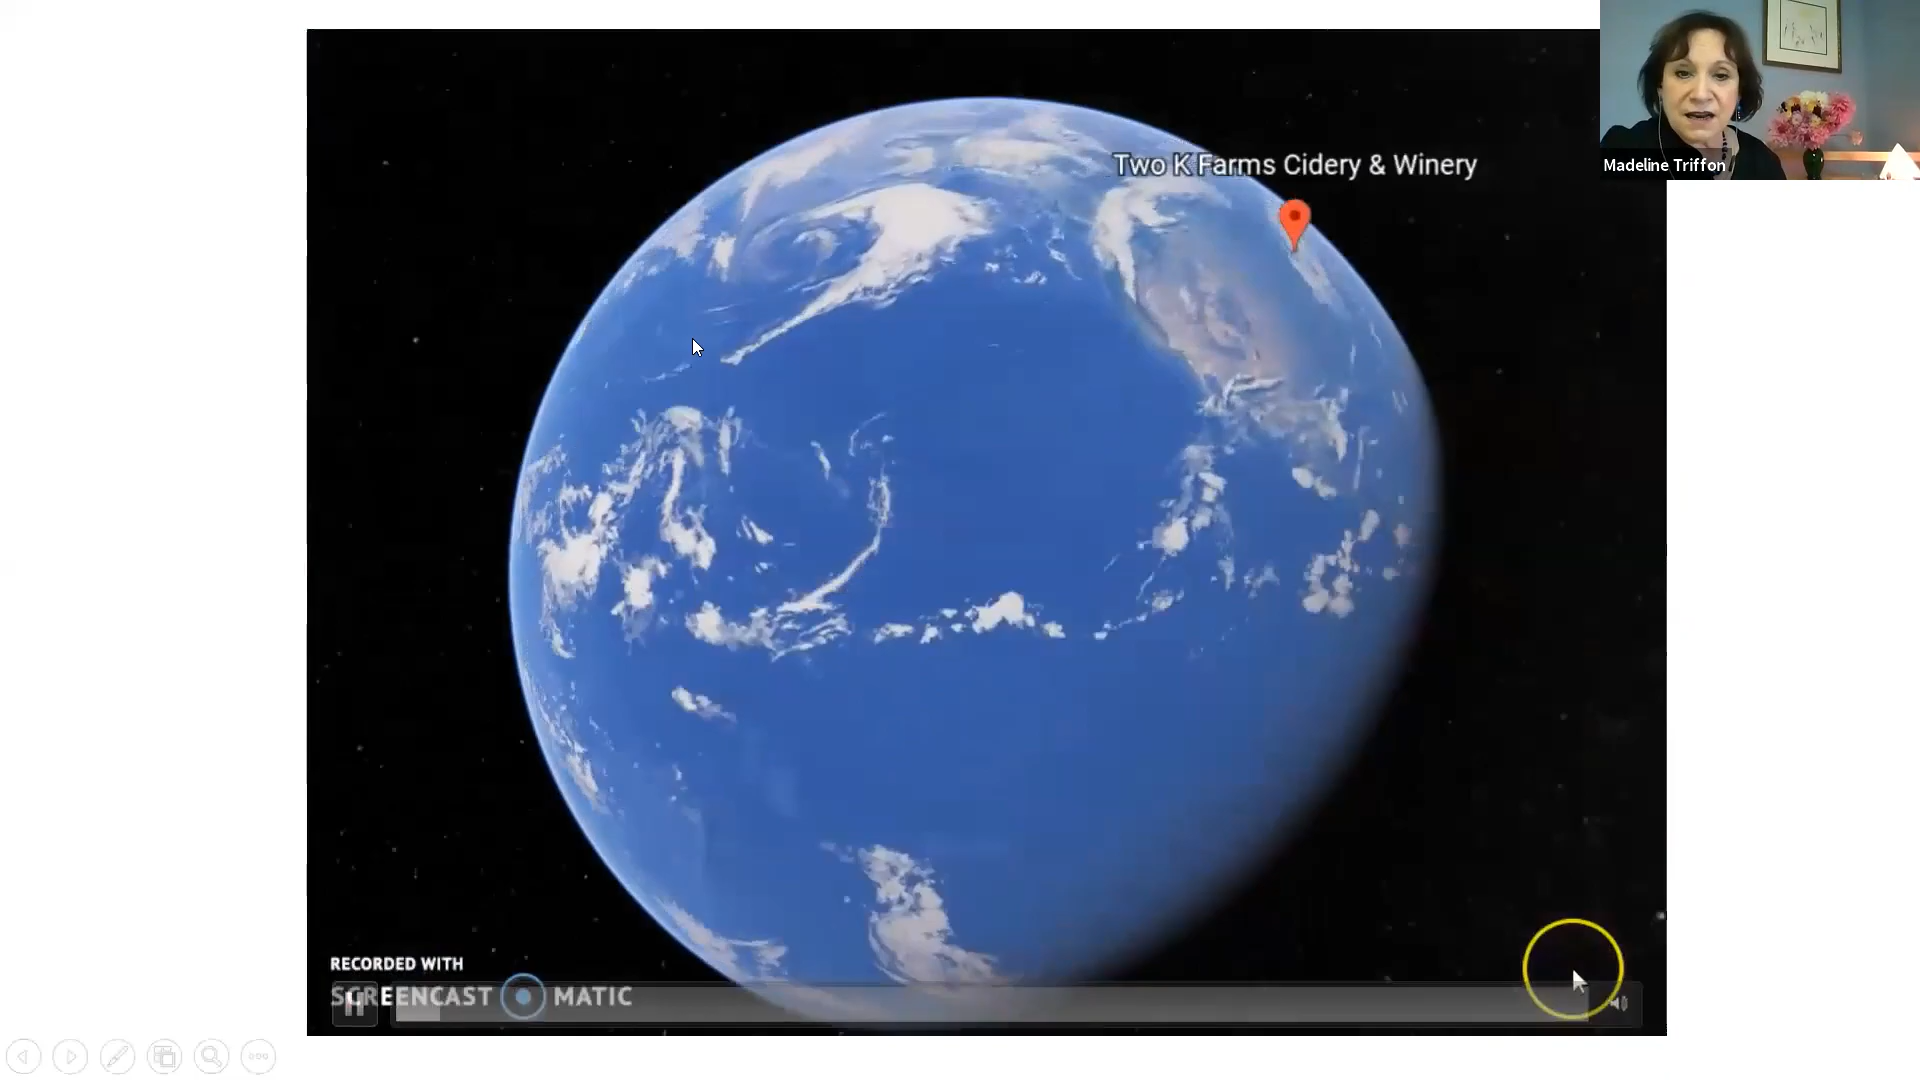 Two K Farms Cidery & Winery
Madeline Triffon
RECORDED WITH
SCREENCAST MATIC